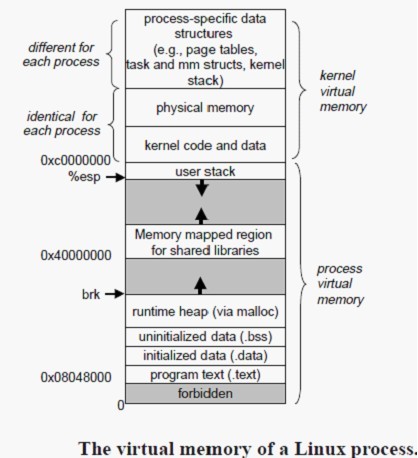 process-specific data
structures
(e.g., page tables,
task and mm structs, kernel
stack)
different for
each process
kernel
virtual
memory
physical memory
identical for
each process
kernel code and data
0xc0000000
user stack
%esp
Memory mapped region
for shared libraries
0x40000000
process
virtual
memory
brk
runtime heap (via malloc)
uninitialized data (.bss)
initialized data (.data)
program text (.text)
0x08048000
forbidden
0
The virtual memory of a Linux process.